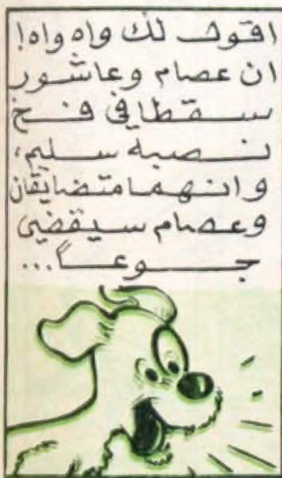 اقول لك واه واه!
ان عصام وعاشور
سقطا في فخ
نصبه سليم،
وانهما متضايقان
وعصام سيقضي
جوعاً...